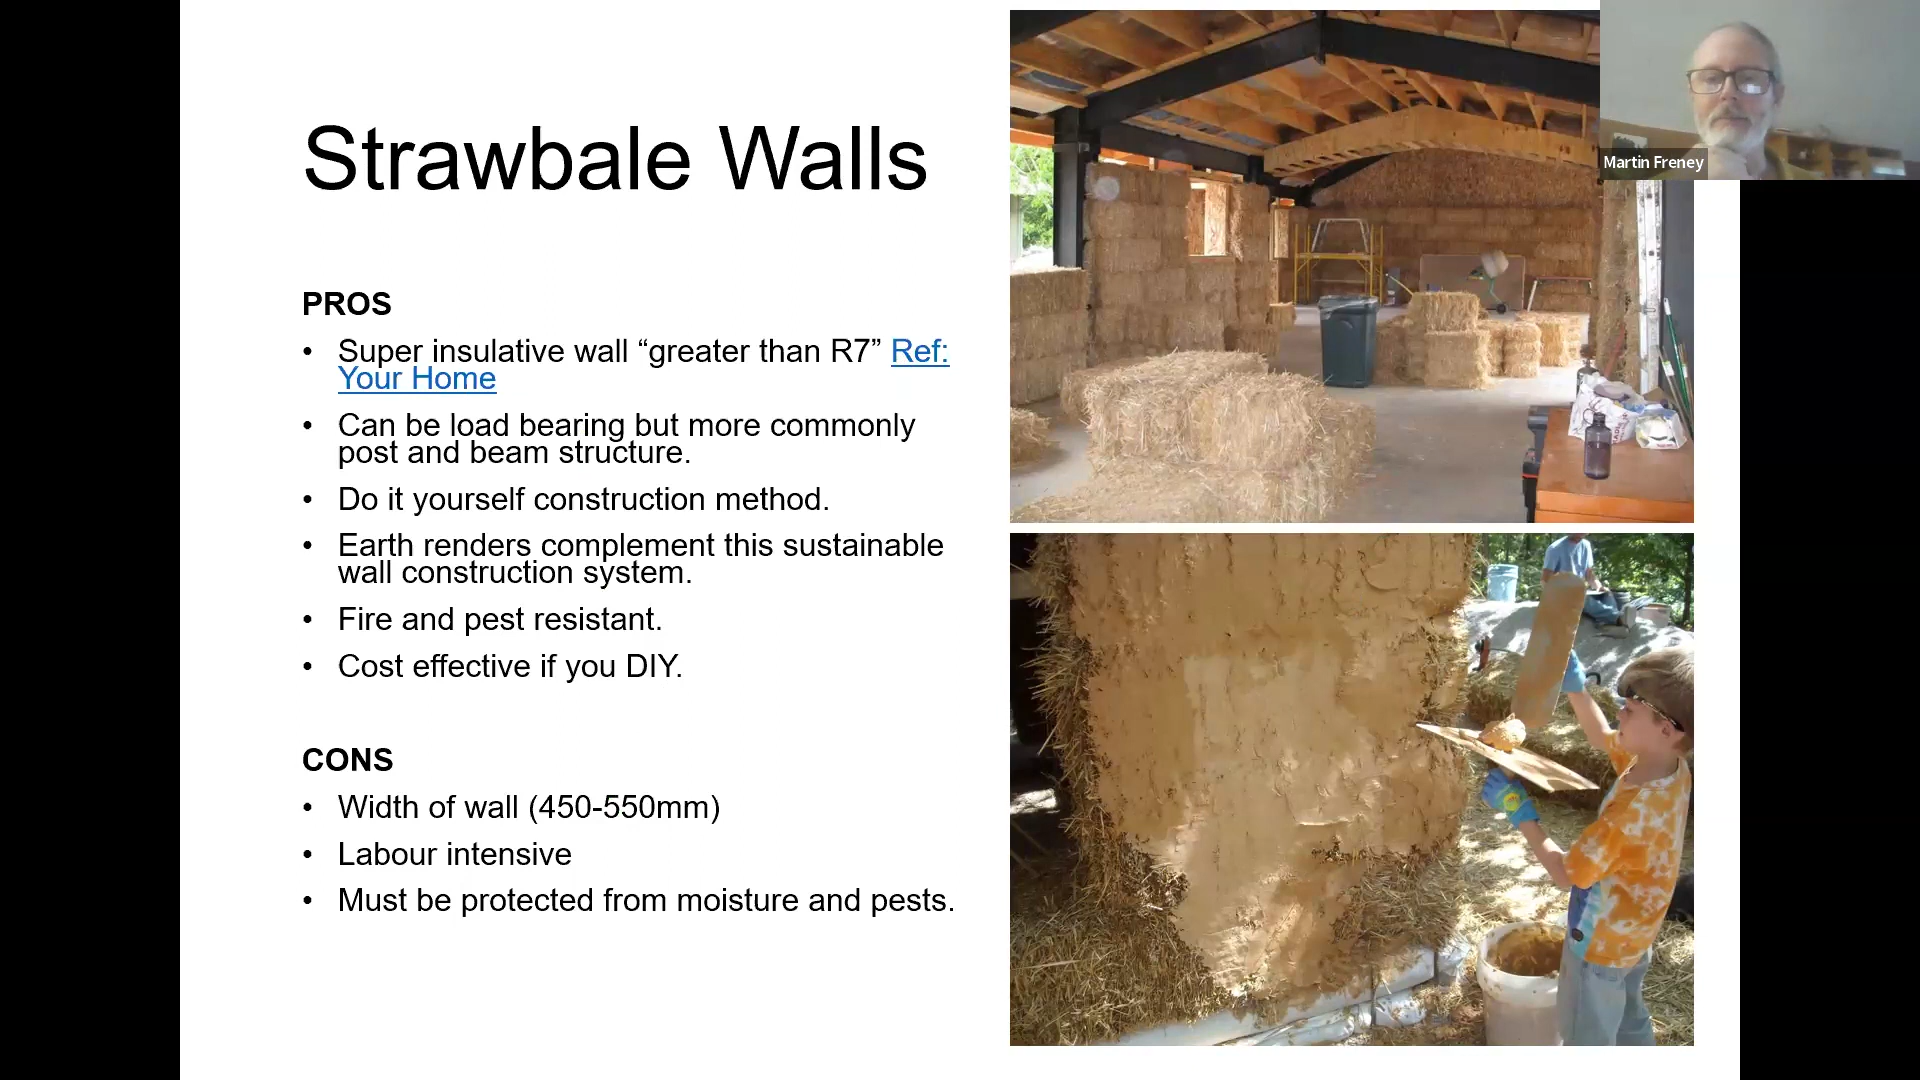 Strawbale Walls
Martin Freney
PROS
• Super insulative wall “greater than R7” Ref:
Your Home
• Can be load bearing but more commonly
post and beam structure.
• Do it yourself construction method.
• Earth renders complement this sustainable
wall construction system.
• Fire and pest resistant.
• Cost effective if you DIY.
CONS
• Width of wall (450-550mm)
• Labour intensive
• Must be protected from moisture and pests.